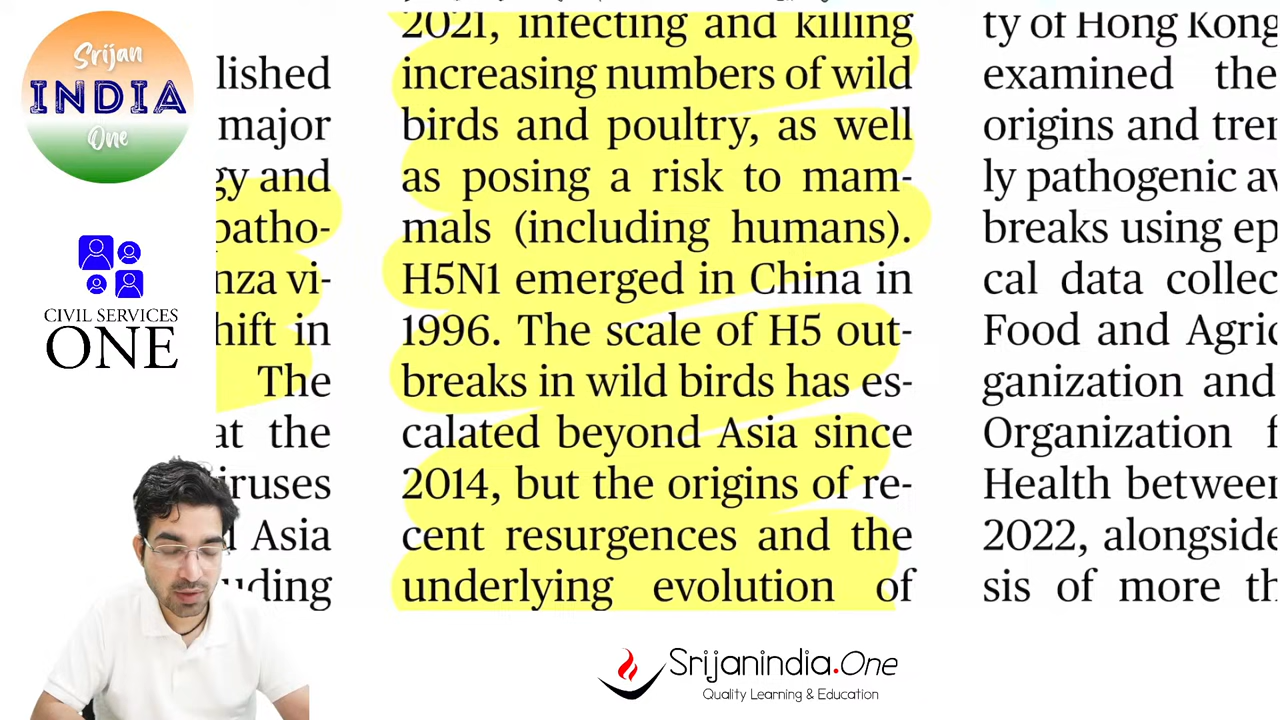 Srijan
INDIA
One
CIVIL SERVICES
ONE
lished
major
gy and
patho-
nza vi-
hift in
The
at the
iruses
Asia
uding
2021, infecting and killing
increasing numbers of wild
birds and poultry, as well
as posing a risk to mam-
mals (including humans).
H5N1 emerged in China in
1996. The scale of H5 out-
breaks in wild birds has es-
calated beyond Asia since
2014, but the origins of re-
cent resurgences and the
underlying evolution of
ty of Hong Kong
examined the
origins and tren
ly pathogenic av
breaks using ep
cal data collec
Food and Agric
ganization and
Organization f
Health between
2022, alongside
sis of more th
Srijanindia.One
Quality Learning & Education